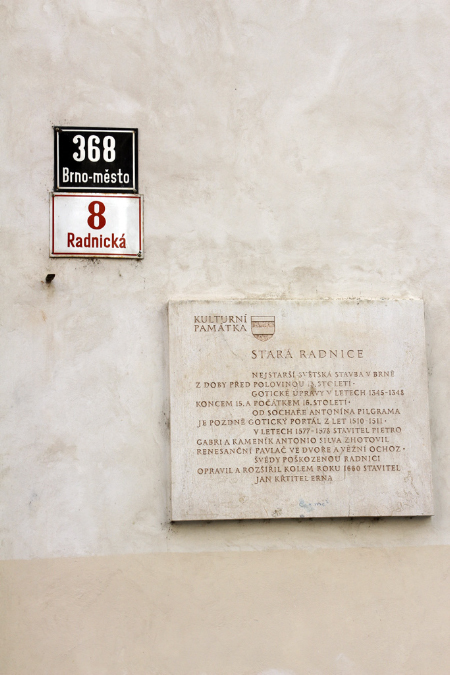 368
Brno-město
8
Radnická
KULTURNÍ
PAMÁTKA
STARÁ RADNICE
NEJSTARŠÍ SVĚTSKÁ STAVBA V BRNĚ
Z DOBY PŘED POLOVINOU 13. STOLETÍ·
GOTICKÉ ÚPRAVY V LETECH 1343-1348
KONCEM 15. A POČÁTKEM 16. STOLETÍ·
OD SOCHAŘE ANTONÍNA PILGRAMA
JE POZDNĚ GOTICKÝ PORTÁL Z LET 1510-1511·
V LETECH 1577-1578 STAVITEL PIETRO
GABRI A KAMENÍK ANTONIO SILVA ZHOTOVIL
RENESANČNÍ PAVLAČ VE DVOŘE A VĚŽNÍ OCHOZ·
ŠVÉDY POŠKOZENOU RADNICI
OPRAVIL A ROZŠÍŘIL KOLEM ROKU 1660 STAVITEL
JAN KŘTITEL ERNA